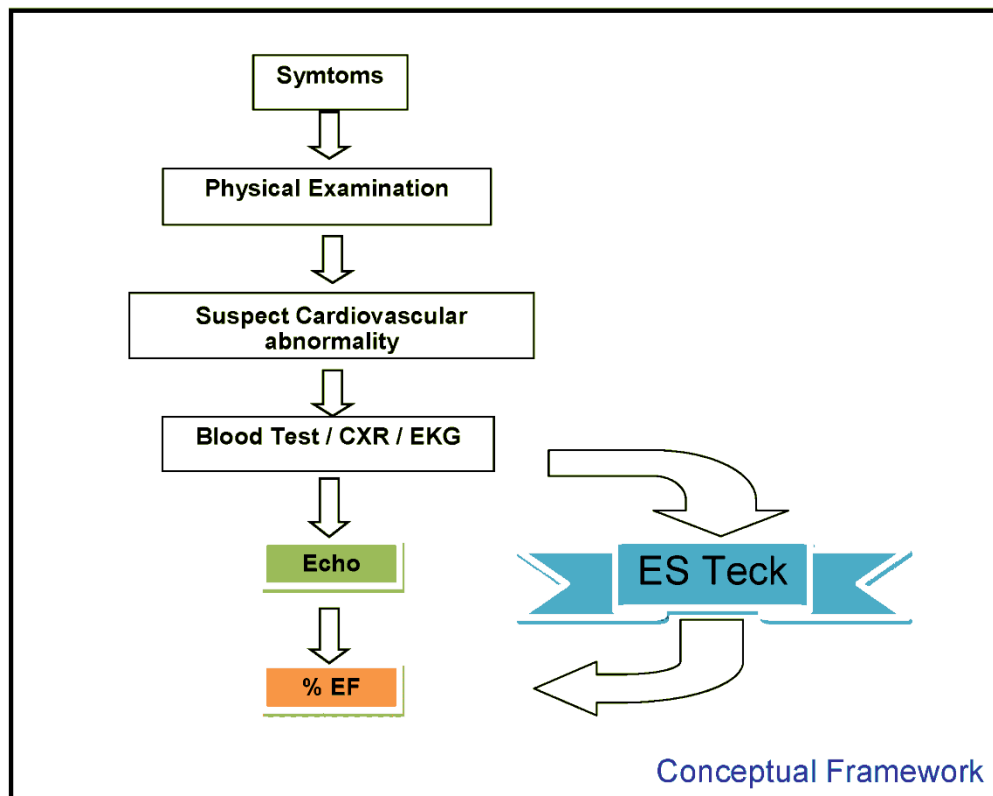 Symtoms
Physical Examination
Suspect Cardiovascular
abnormality
Blood Test / CXR / EKG
Echo
ES Teck
% EF
Conceptual Framework